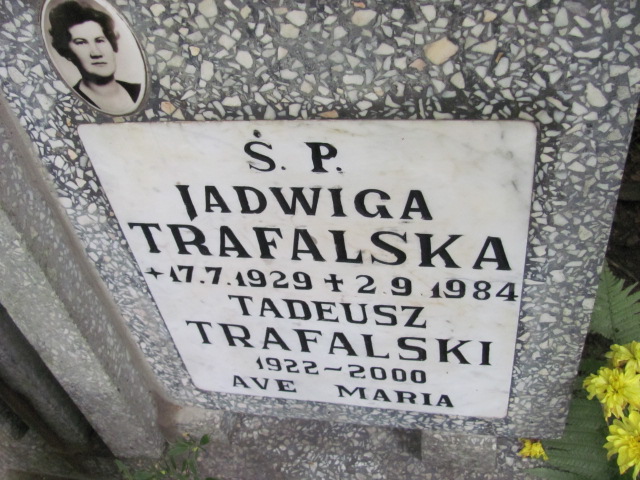 Ś. P.
JADWIGA
TRAFALSKA
+17.7.1929 + 2.9.1984
TADEUSZ
TRAFALSKI
1922-2000
AVE MARIA